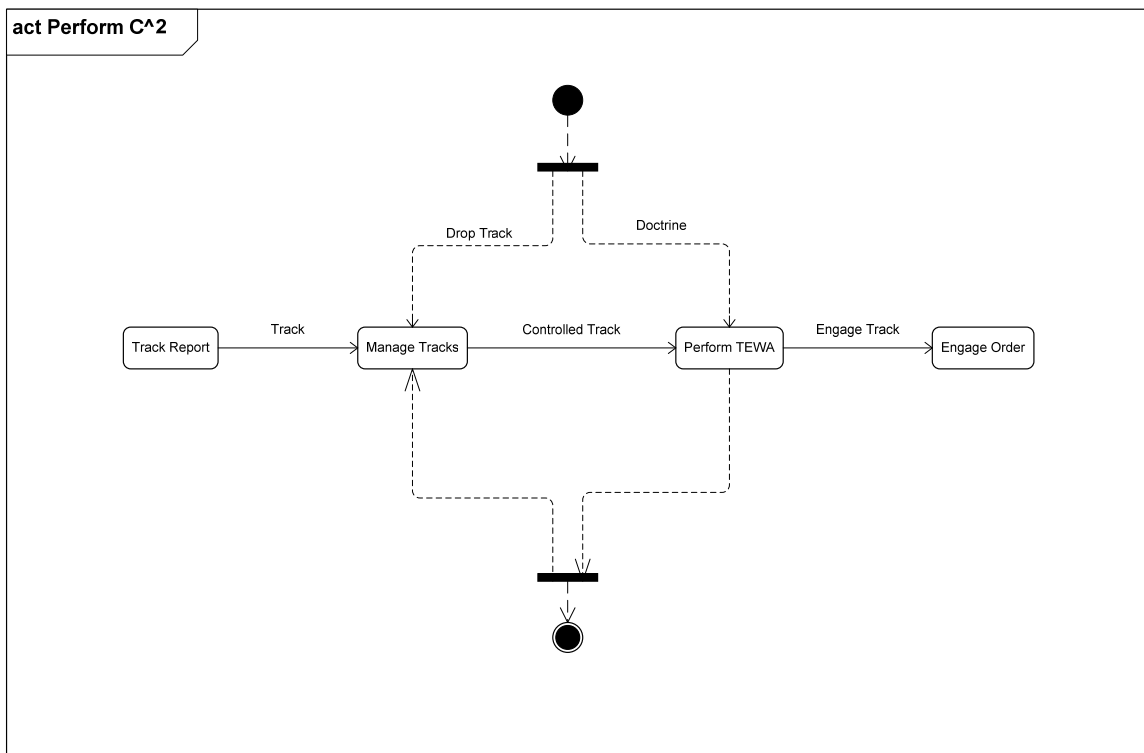 act Perform C^2
Drop Track
Doctrine
Track
Controlled Track
Engage Track
Track Report
Manage Tracks
Perform TEWA
Engage Order